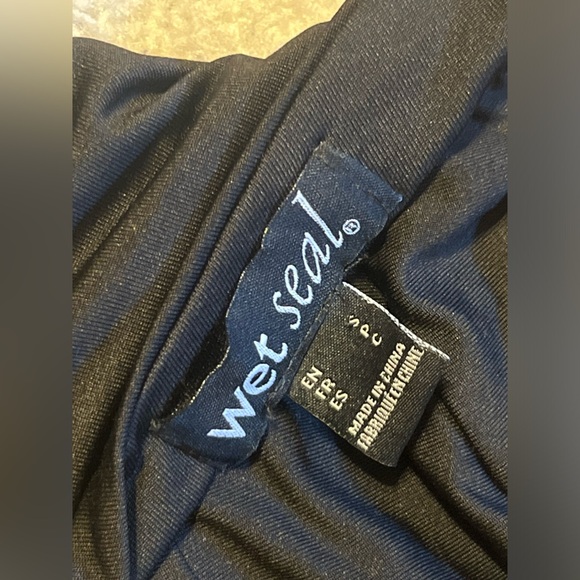 wet seal®
EN S
FR P
ES C
MADE IN CHINA
FABRIQUÉ EN CHINE